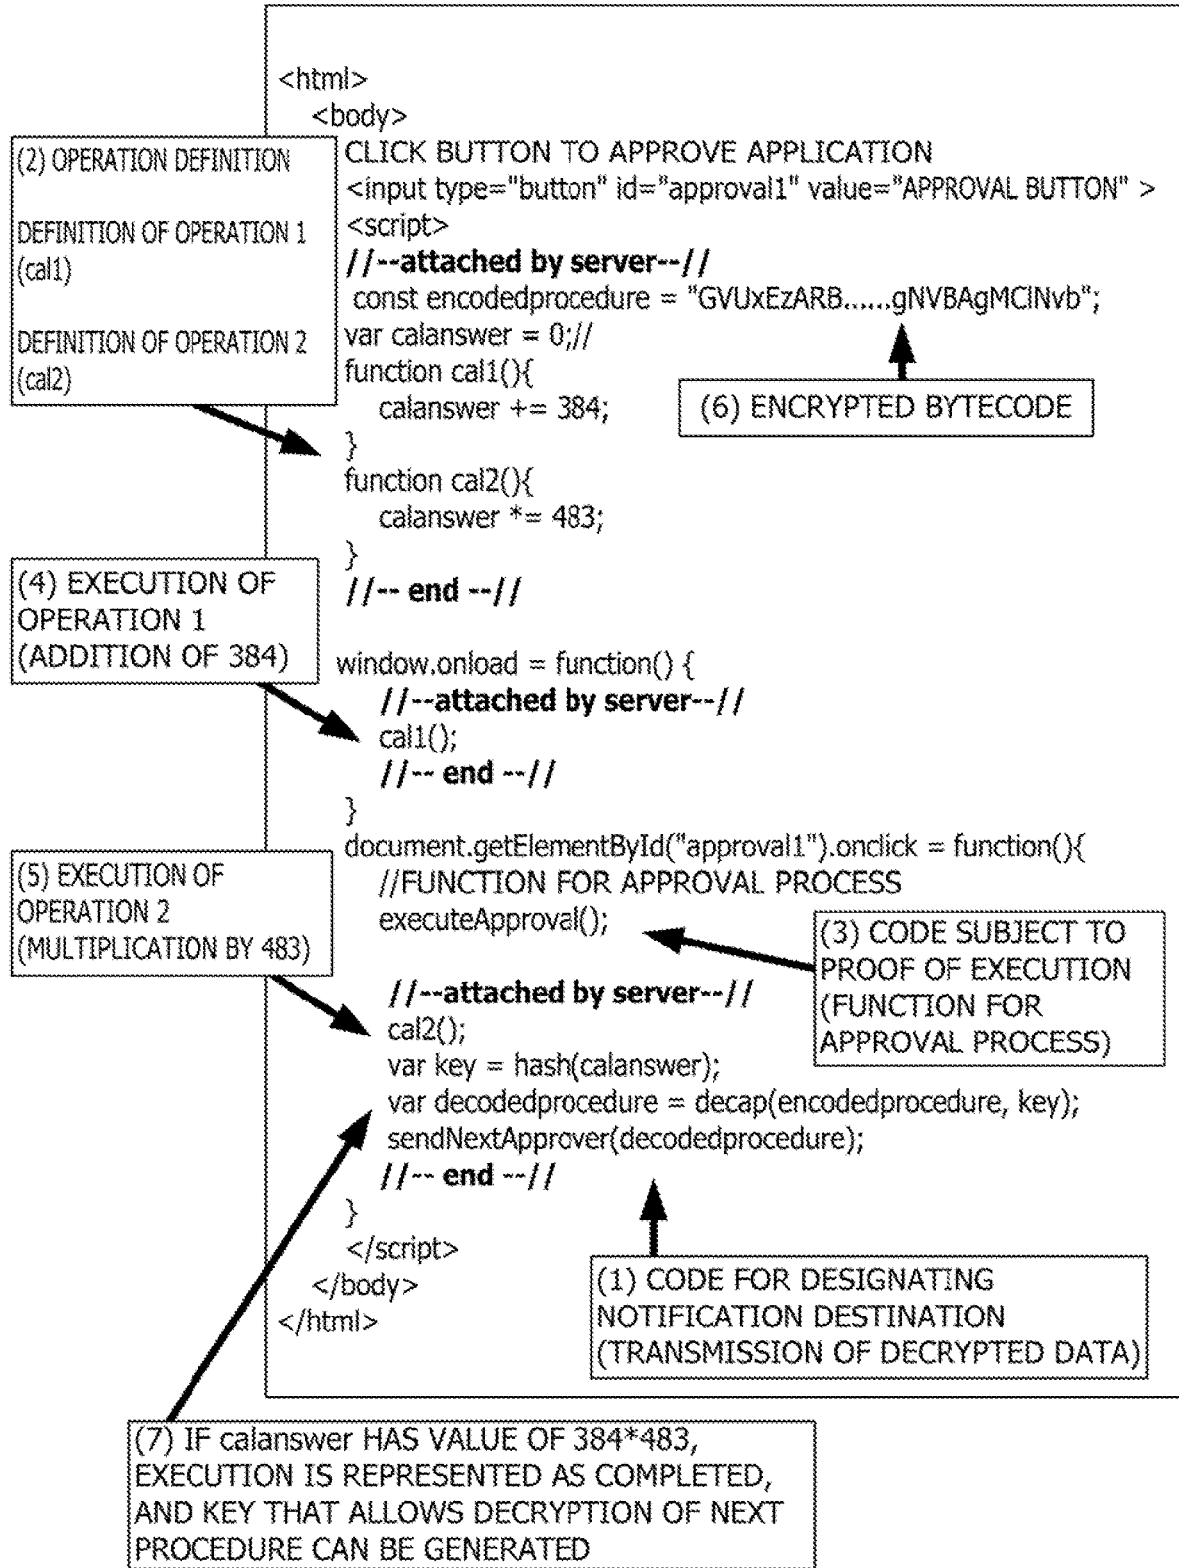 <html>
<body>
(2) OPERATION DEFINITION
DEFINITION OF OPERATION 1
(cal1)
DEFINITION OF OPERATION 2
(cal2)
CLICK BUTTON TO APPROVE APPLICATION
<input type="button" id="approval1" value="APPROVAL BUTTON" >
<script>
//--attached by server--//
const encodedprocedure = "GVUxEzARB......gNVBAgMClNvb";
var calanswer = 0;//
function cal1(){
calanswer += 384;
}
(6) ENCRYPTED BYTECODE
function cal2(){
calanswer *= 483;
}
//-- end --//
(4) EXECUTION OF
OPERATION 1
(ADDITION OF 384)
window.onload = function() {
//--attached by server--//
cal1();
//-- end --//
}
document.getElementById("approval1").onclick = function(){
//FUNCTION FOR APPROVAL PROCESS
executeApproval();
(5) EXECUTION OF
OPERATION 2
(MULTIPLICATION BY 483)
(3) CODE SUBJECT TO
PROOF OF EXECUTION
(FUNCTION FOR
APPROVAL PROCESS)
//--attached by server--//
cal2();
var key = hash(calanswer);
var decodedprocedure = decap(encodedprocedure, key);
sendNextApprover(decodedprocedure);
//-- end --//
}
</script>
</body>
</html>
(1) CODE FOR DESIGNATING
NOTIFICATION DESTINATION
(TRANSMISSION OF DECRYPTED DATA)
(7) IF calanswer HAS VALUE OF 384*483,
EXECUTION IS REPRESENTED AS COMPLETED,
AND KEY THAT ALLOWS DECRYPTION OF NEXT
PROCEDURE CAN BE GENERATED